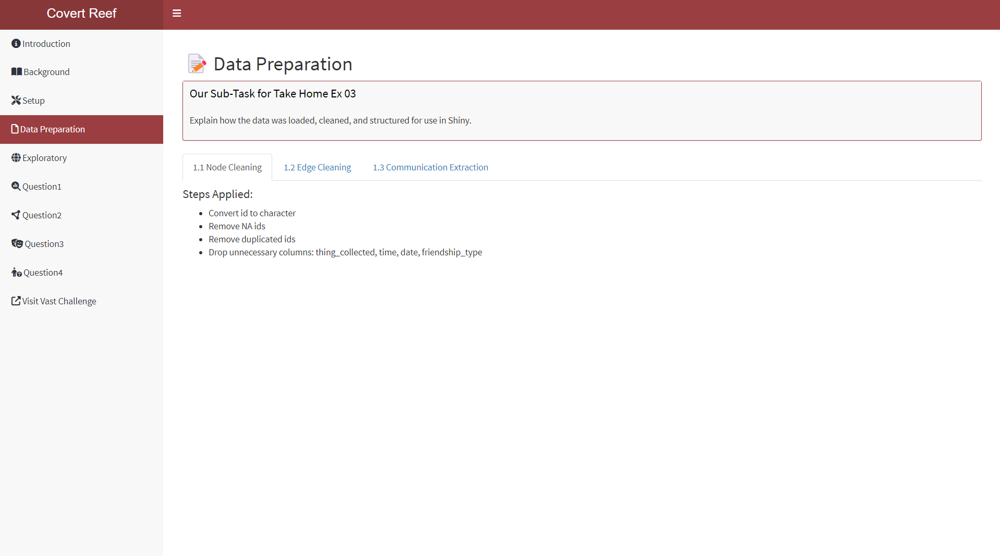 Covert Reef
Introduction
Background
Setup
Data Preparation
Exploratory
Question1
Question2
Question3
Question4
Visit Vast Challenge
Data Preparation
Our Sub-Task for Take Home Ex 03
Explain how the data was loaded, cleaned, and structured for use in Shiny.
1.1 Node Cleaning 1.2 Edge Cleaning 1.3 Communication Extraction
Steps Applied:
Convert id to character
Remove NA ids
Remove duplicated ids
Drop unnecessary columns: thing_collected, time, date, friendship_type